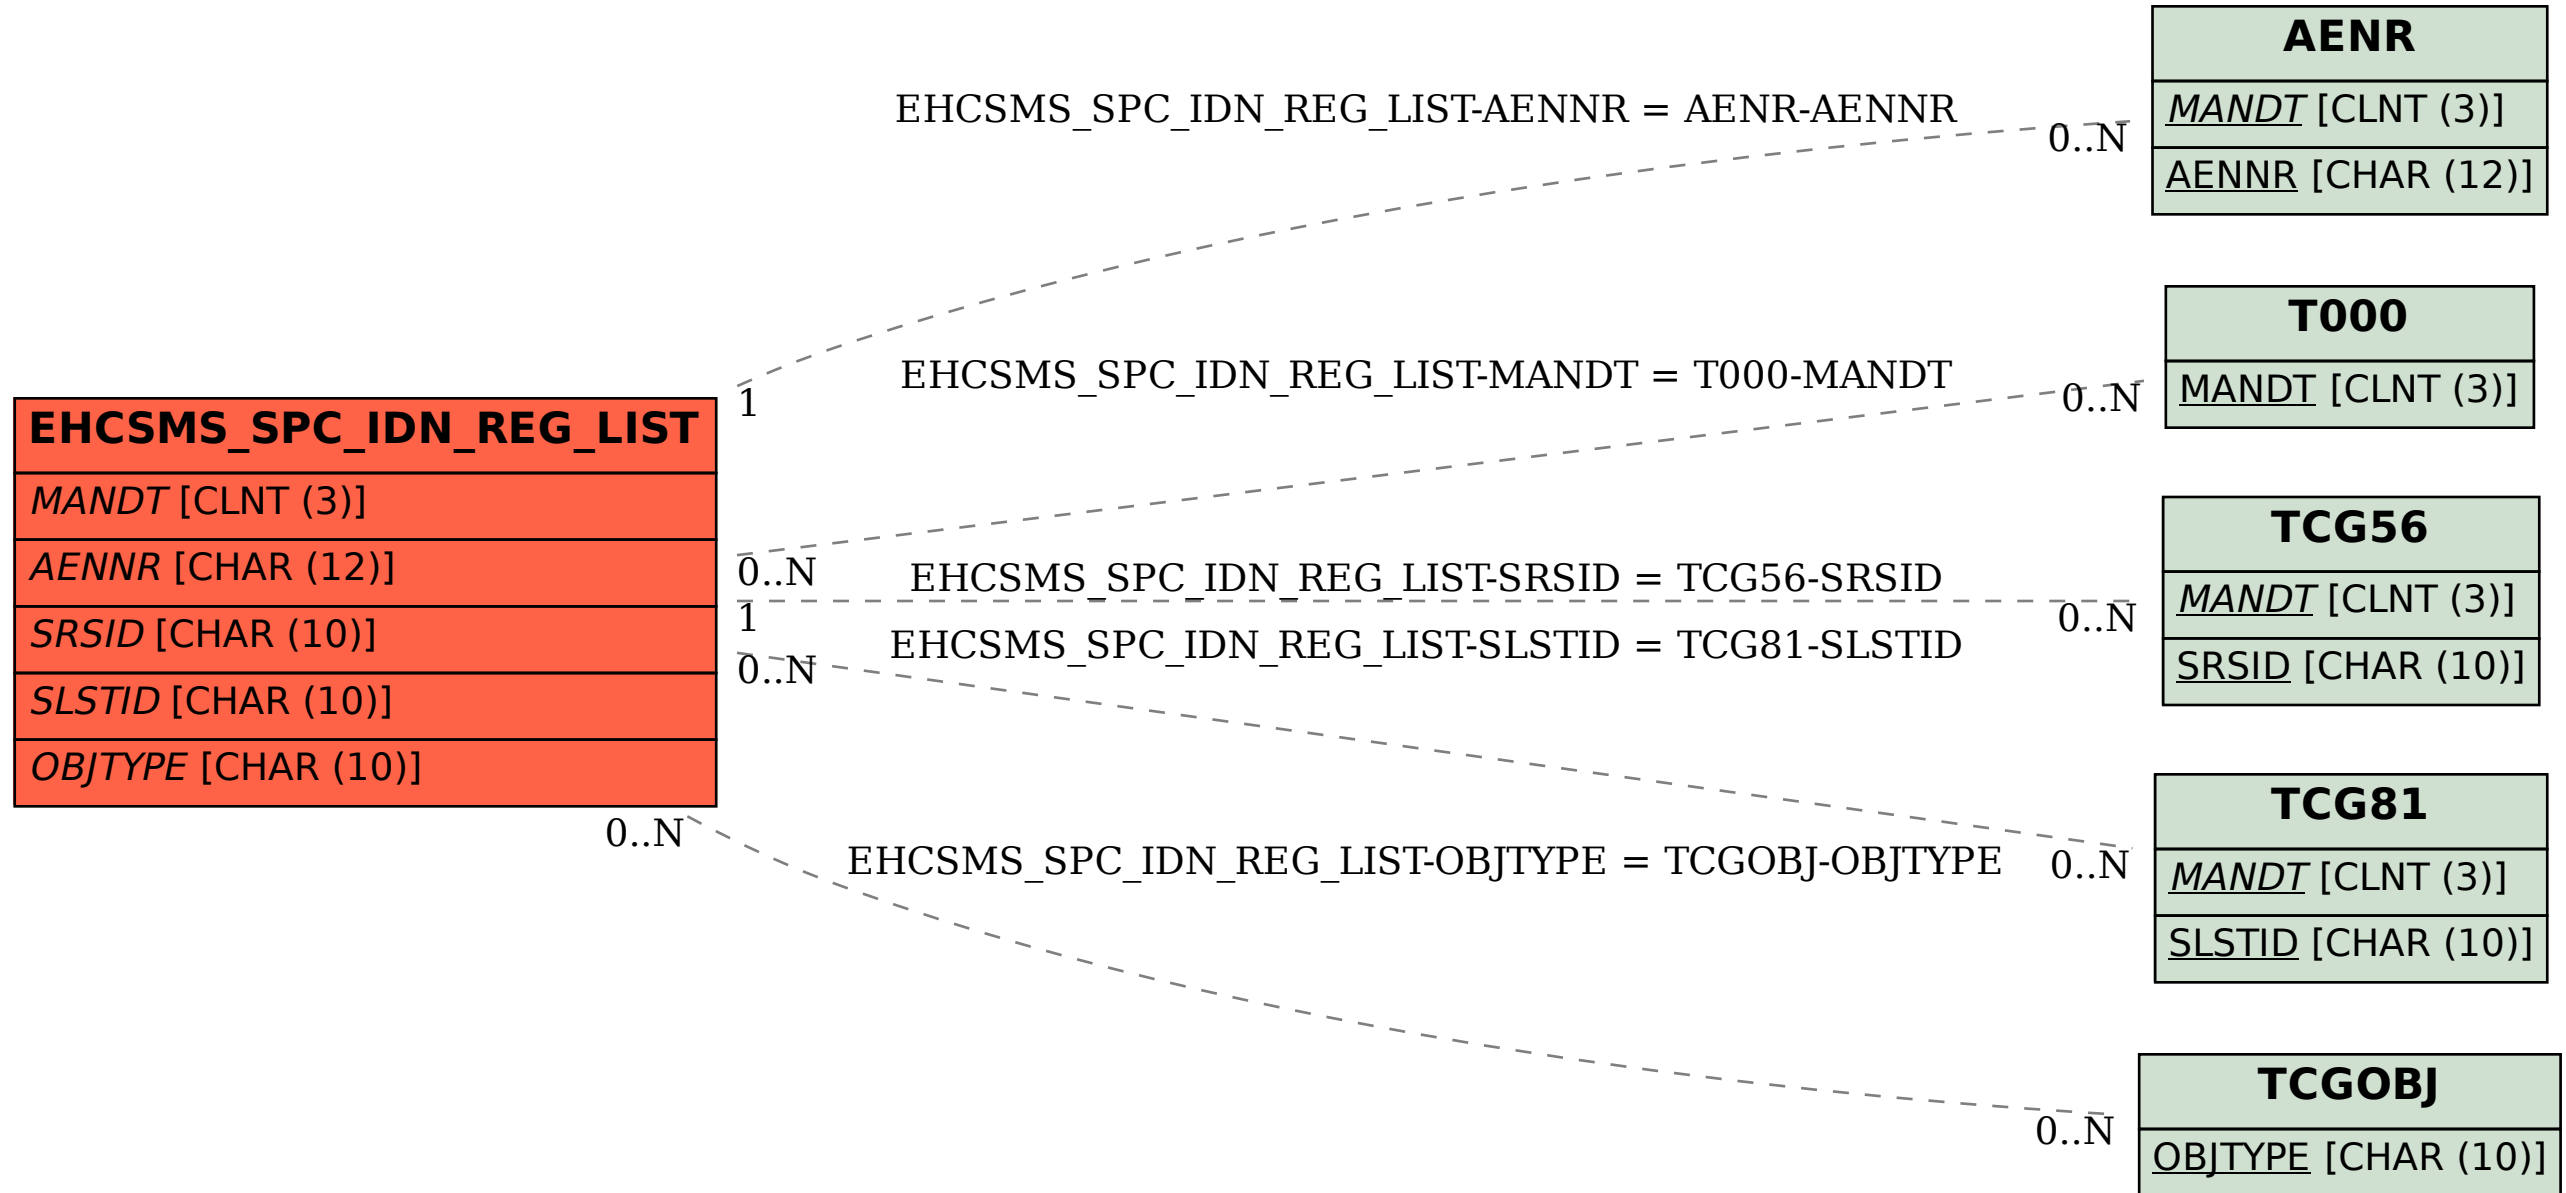 AENR
MANDT [CLNT (3)]
AENNR [CHAR (12)]
EHCSMS_SPC_IDN_REG_LIST-AENNR = AENR-AENNR
0..N
1
T000
MANDT [CLNT (3)]
EHCSMS_SPC_IDN_REG_LIST-MANDT = T000-MANDT
0..N
0..N
EHCSMS_SPC_IDN_REG_LIST
MANDT [CLNT (3)]
AENNR [CHAR (12)]
SRSID [CHAR (10)]
SLSTID [CHAR (10)]
OBJTYPE [CHAR (10)]
EHCSMS_SPC_IDN_REG_LIST-SRSID = TCG56-SRSID
1
0..N
TCG56
MANDT [CLNT (3)]
SRSID [CHAR (10)]
EHCSMS_SPC_IDN_REG_LIST-SLSTID = TCG81-SLSTID
0..N
0..N
TCG81
MANDT [CLNT (3)]
SLSTID [CHAR (10)]
EHCSMS_SPC_IDN_REG_LIST-OBJTYPE = TCGOBJ-OBJTYPE
0..N
0..N
TCGOBJ
OBJTYPE [CHAR (10)]